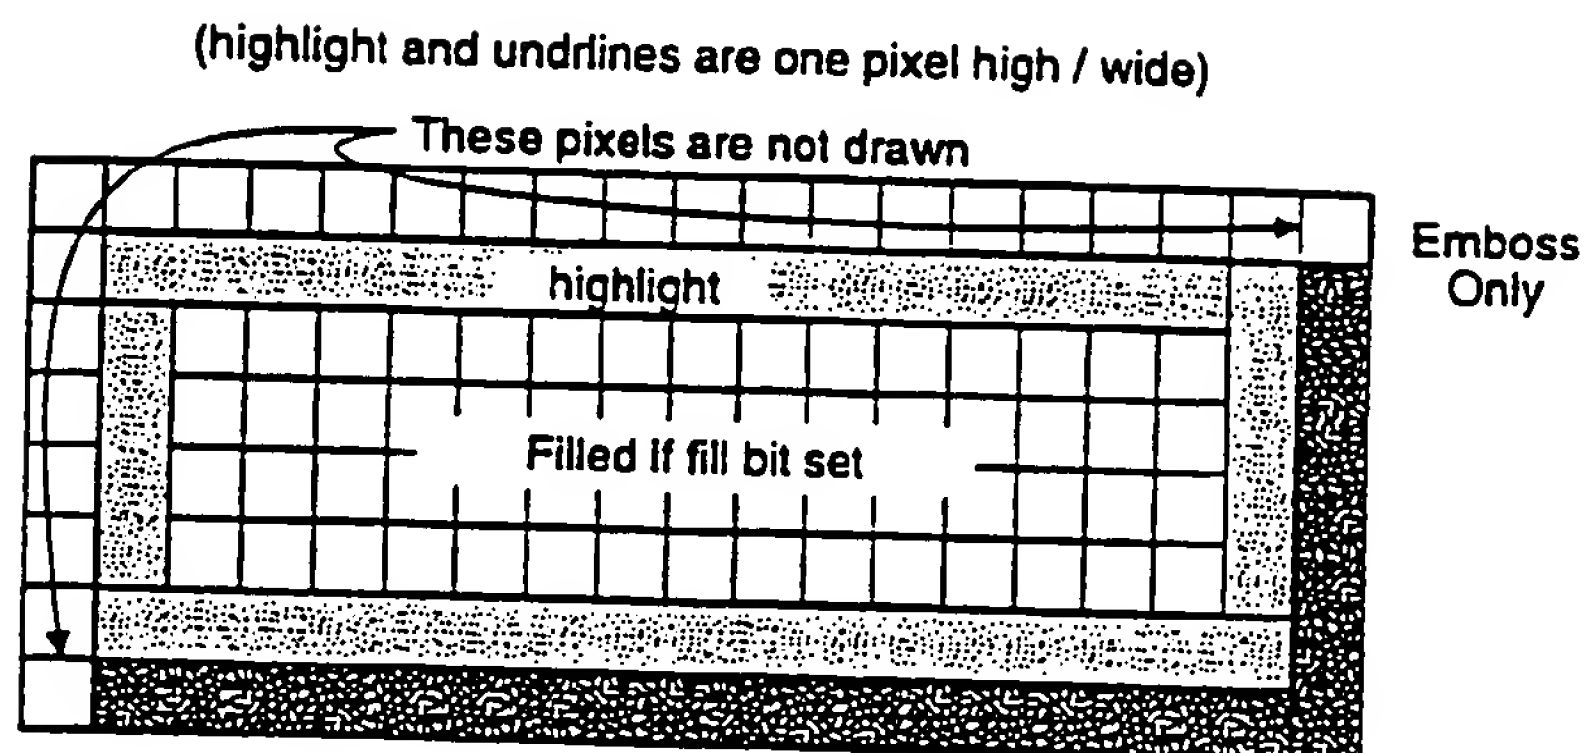 (highlight and undrlines are one pixel high / wide)
These pixels are not drawn
Emboss
Only
highlight
Filled if fill bit set